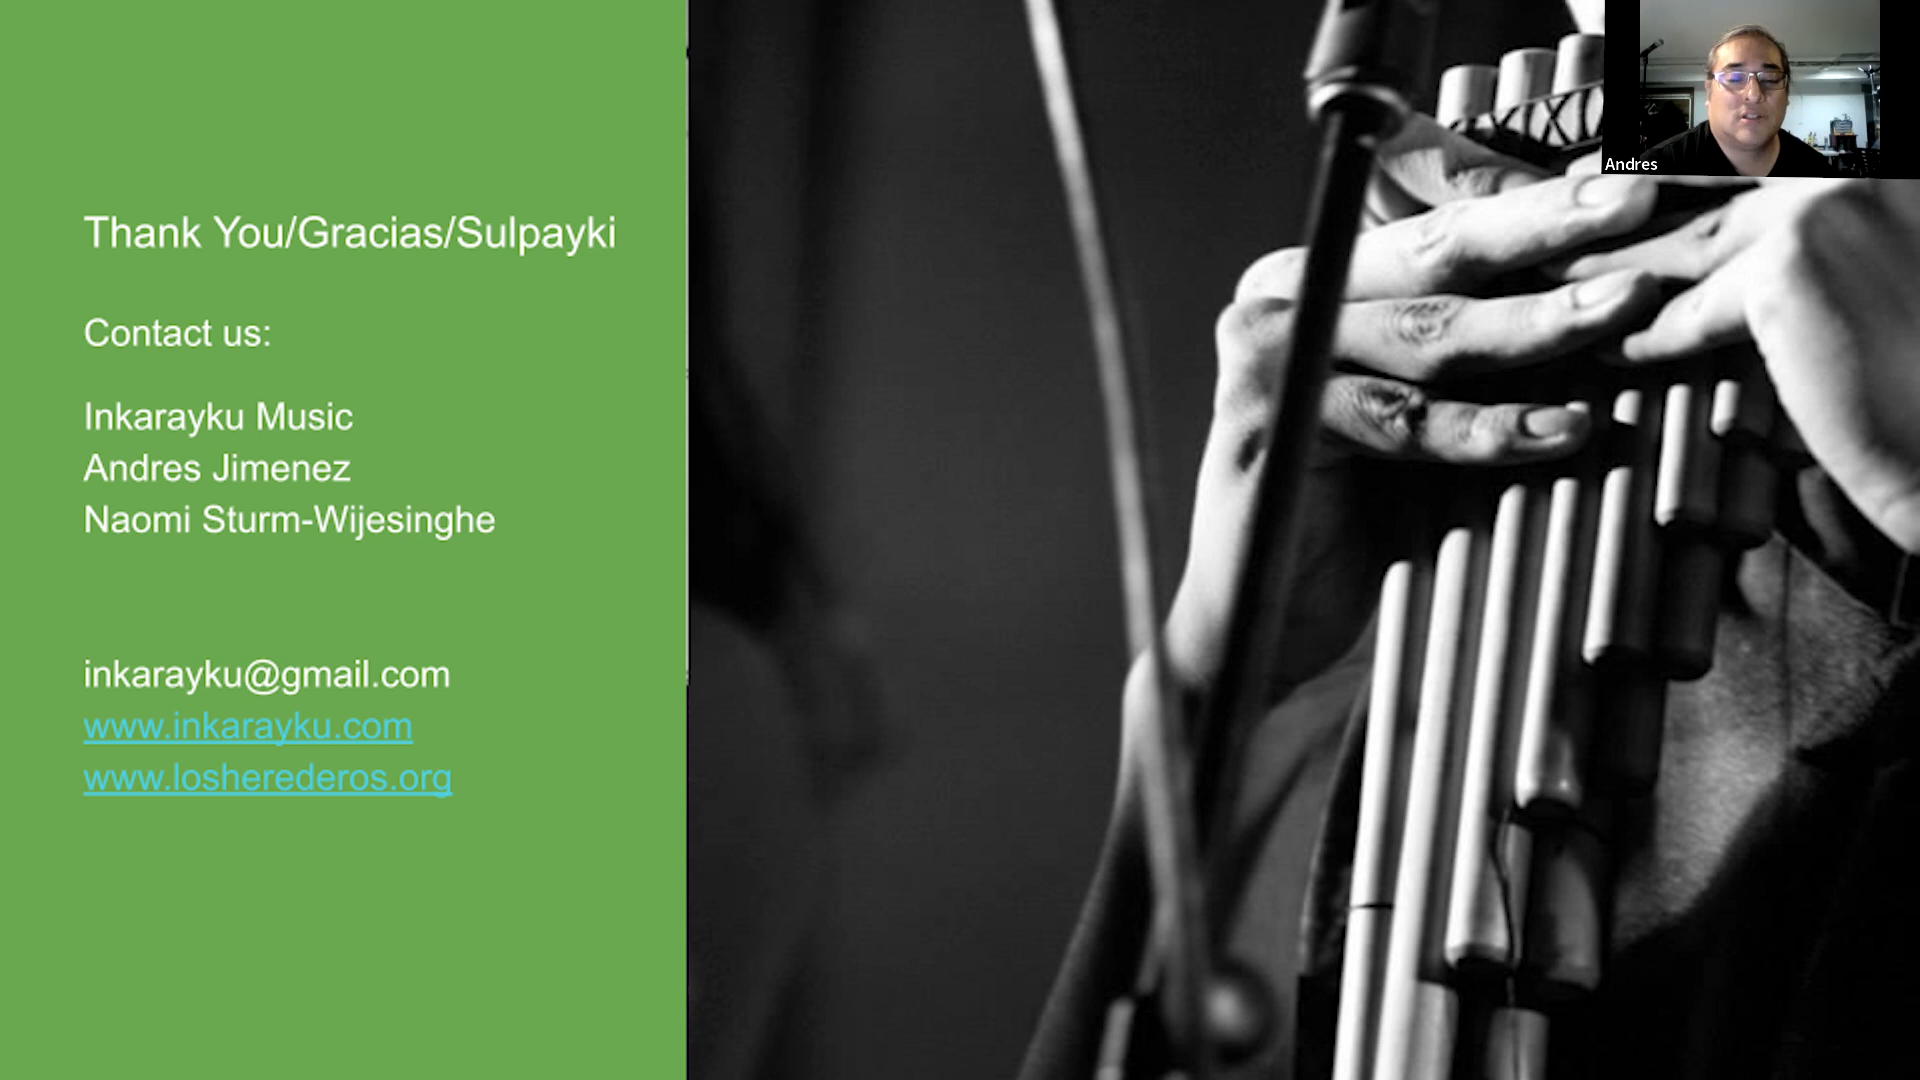 Thank You/Gracias/Sulpayki
Contact us:
Inkarayku Music
Andres Jimenez
Naomi Sturm-Wijesinghe
inkarayku@gmail.com
www.inkarayku.com
www.losherederos.org
Andres